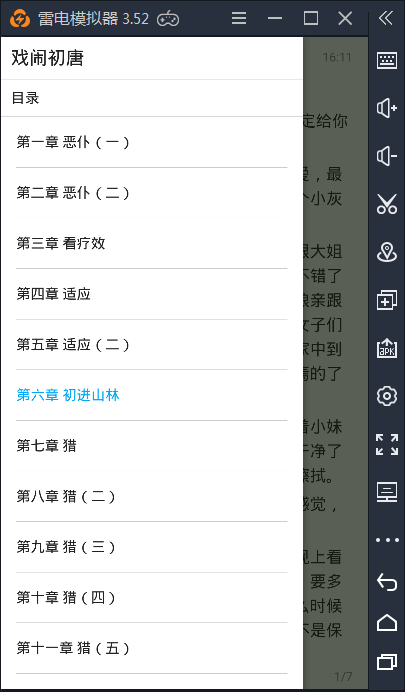 雷电模拟器 3.52
戏闹初唐
16:11
目录
定给你
第一章 恶仆（一）
，最
个小灰
第二章 恶仆（二）
第三章 看疗效
跟大姐
不错了
第四章 适应
娘亲跟
女子们
第五章 适应（二）
家中到
的了
第六章 初进山林
着小妹
第七章 猎
干净了
擦拭。
第八章 猎（二）
感觉，
第九章 猎（三）
观上看
要多
第十章 猎（四）
么时候
不是保
第十一章 猎（五）
1/7
APK